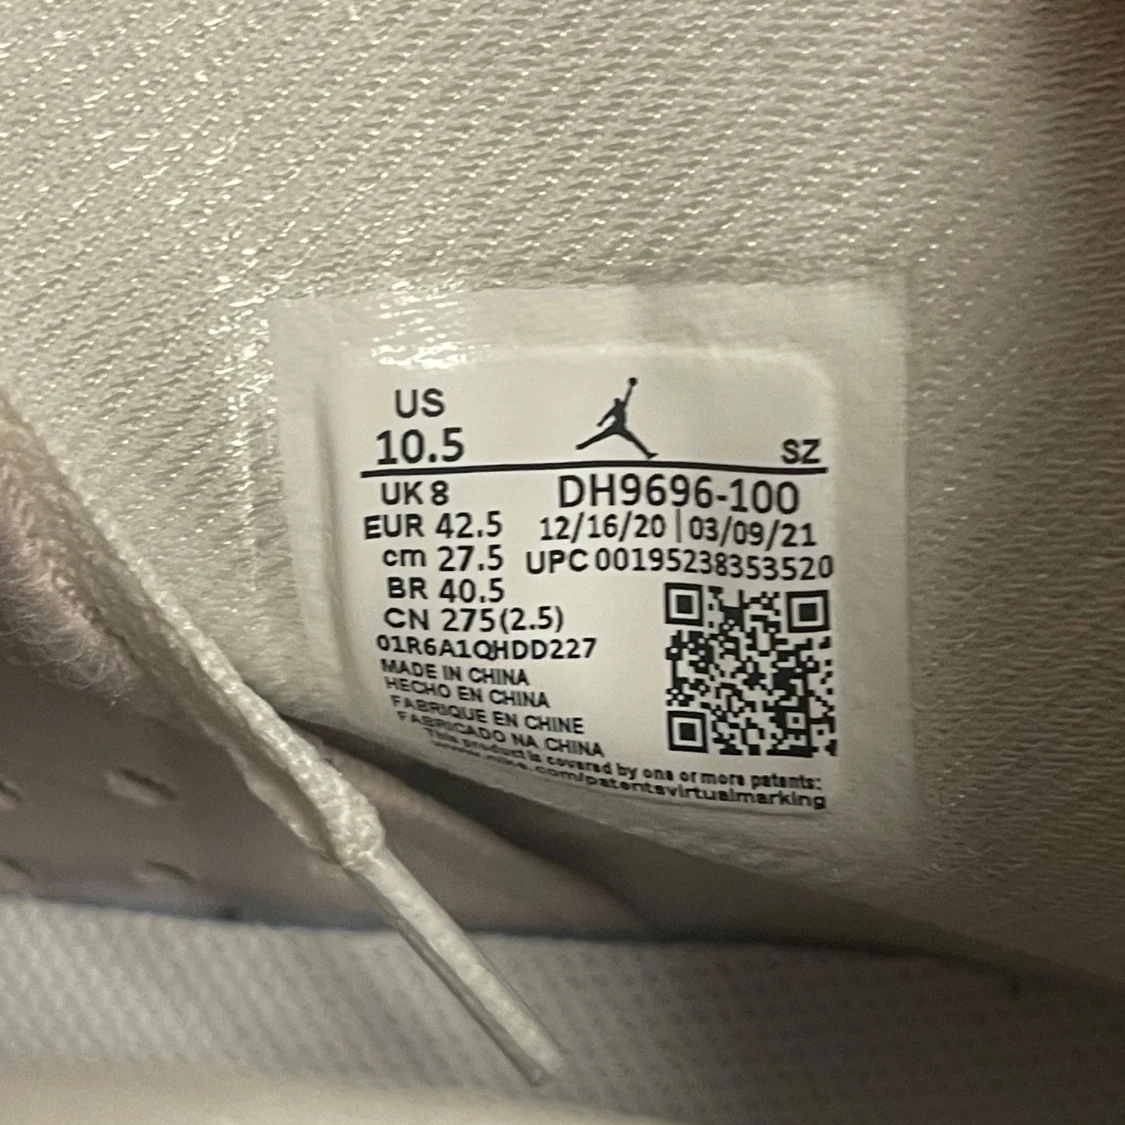 US
10.5
SZ
UK 8
DH9696-100
EUR 42.5
12/16/20 | 03/09/21
cm 27.5
UPC 00195238353520
BR 40.5
CN 275(2.5)
01R6A1QHDD227
MADE IN CHINA
HECHO EN CHINA
FABRIQUE EN CHINE
FABRICADO NA CHINA
This product is covered by one or more patents:
www.nike.com/patentsvirtualmarking